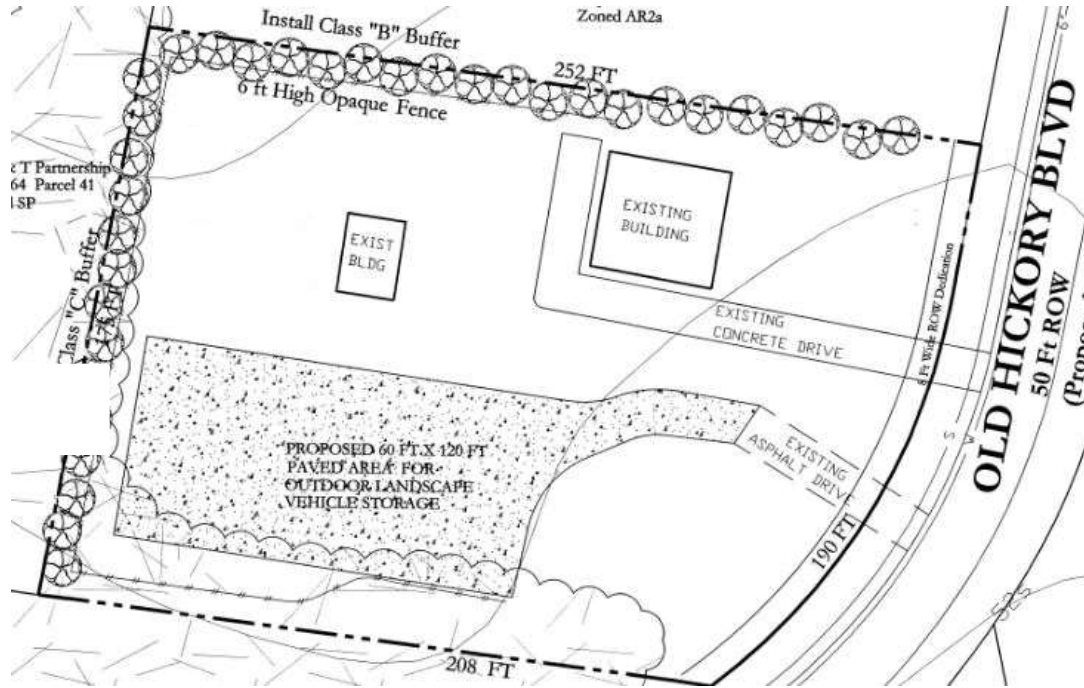 Install Class "B" Buffer
Zoned AR2a
252 FT
6 ft High Opaque Fence
& T Partnership
64 Parcel 41
SP
Class "C" Buffer
EXISTING
BUILDING
EXIST
BLDG
EXISTING
CONCRETE DRIVE
8 Ft Wide ROW Dedication
OLD HICKORY BLVD
50 Ft ROW
PROPOSED 60 FT X 120 FT
PAVED AREA FOR
OUTDOOR LANDSCAPE
VEHICLE STORAGE
EXISTING
ASPHALT DRIVE
190 FT
208 FT
525